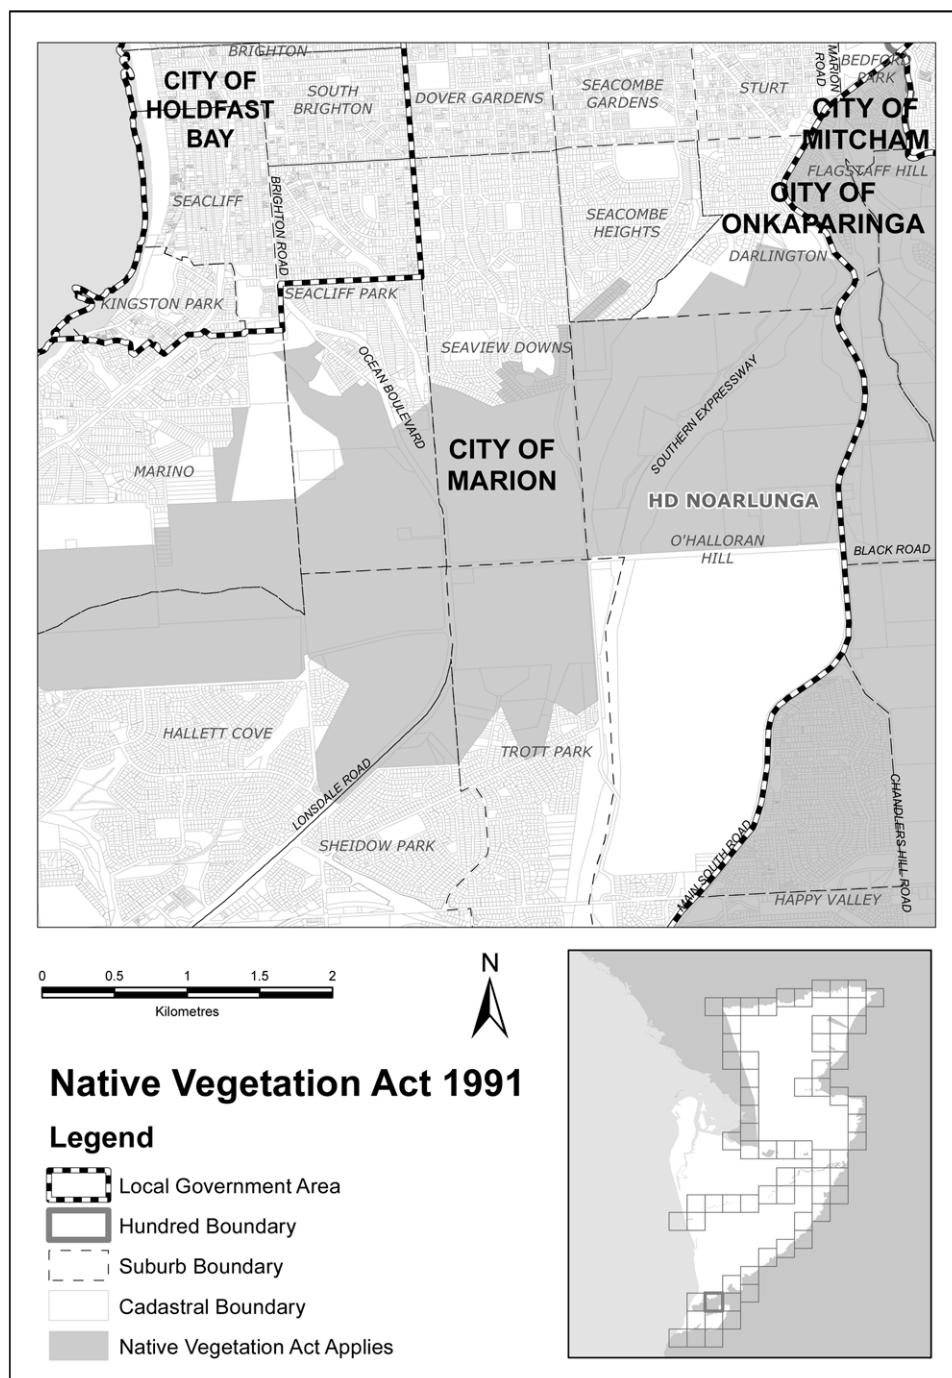 BRIGHTON
CITY OF
HOLDFAST
BAY
SOUTH
BRIGHTON
DOVER GARDENS
SEACOMBE
GARDENS
STURT
MARION
ROAD
BEDFORD
PARK
CITY OF
MITCHAM
FLAGSTAFF HILL
CITY OF
ONKAPARINGA
SEACLIFF
BRIGHTON ROAD
SEACOMBE
HEIGHTS
DARLINGTON
KINGSTON PARK
SEACLIFF PARK
SEAVIEW DOWNS
OCEAN BOULEVARD
SOUTHERN EXPRESSWAY
CITY OF
MARION
MARINO
HD NOARLUNGA
O'HALLORAN
HILL
BLACK ROAD
HALLETT COVE
TROTT PARK
LONSDALE ROAD
SHEIDOW PARK
MAIN SOUTH ROAD
CHANDLERS HILL ROAD
HAPPY VALLEY
0 0.5 1 1.5 2
Kilometres
N
Native Vegetation Act 1991
Legend
Local Government Area
Hundred Boundary
Suburb Boundary
Cadastral Boundary
Native Vegetation Act Applies